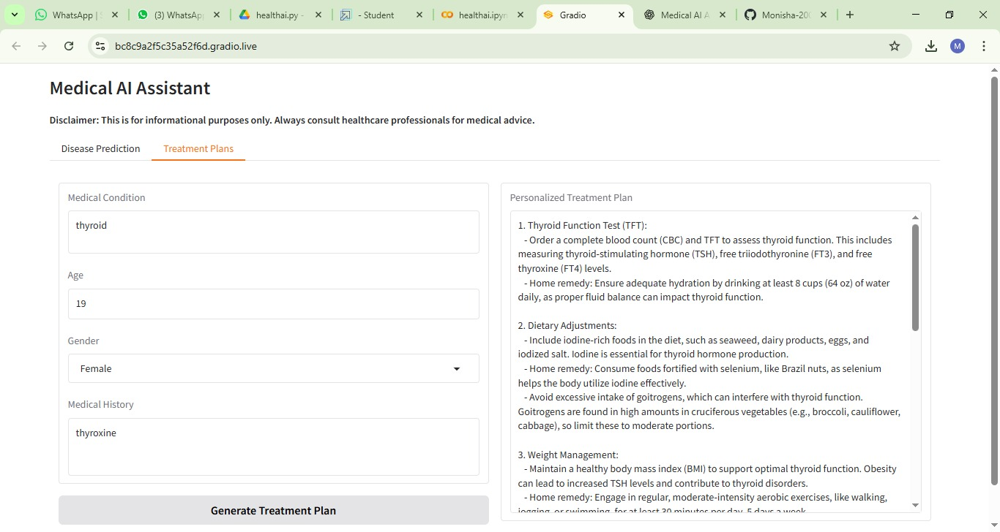 WhatsApp |
(3) WhatsAp
healthai.py -
- Student
healthai.ipyn
Gradio
Medical AI A
Monisha-200
bc8c9a2f5c35a52f6d.gradio.live
M
Medical AI Assistant
Disclaimer: This is for informational purposes only. Always consult healthcare professionals for medical advice.
Disease Prediction
Treatment Plans
Medical Condition
thyroid
Age
19
Gender
Female
Medical History
thyroxine
Generate Treatment Plan
Personalized Treatment Plan
1. Thyroid Function Test (TFT):
- Order a complete blood count (CBC) and TFT to assess thyroid function. This includes
measuring thyroid-stimulating hormone (TSH), free triiodothyronine (FT3), and free
thyroxine (FT4) levels.
- Home remedy: Ensure adequate hydration by drinking at least 8 cups (64 oz) of water
daily, as proper fluid balance can impact thyroid function.
2. Dietary Adjustments:
- Include iodine-rich foods in the diet, such as seaweed, dairy products, eggs, and
iodized salt. Iodine is essential for thyroid hormone production.
- Home remedy: Consume foods fortified with selenium, like Brazil nuts, as selenium
helps the body utilize iodine effectively.
- Avoid excessive intake of goitrogens, which can interfere with thyroid function.
Goitrogens are found in high amounts in cruciferous vegetables (e.g., broccoli, cauliflower,
cabbage), so limit these to moderate portions.
3. Weight Management:
- Maintain a healthy body mass index (BMI) to support optimal thyroid function. Obesity
can lead to increased TSH levels and contribute to thyroid disorders.
- Home remedy: Engage in regular, moderate-intensity aerobic exercises, like walking,
jogging, or swimming, for at least 30 minutes per day, 5 days a week.